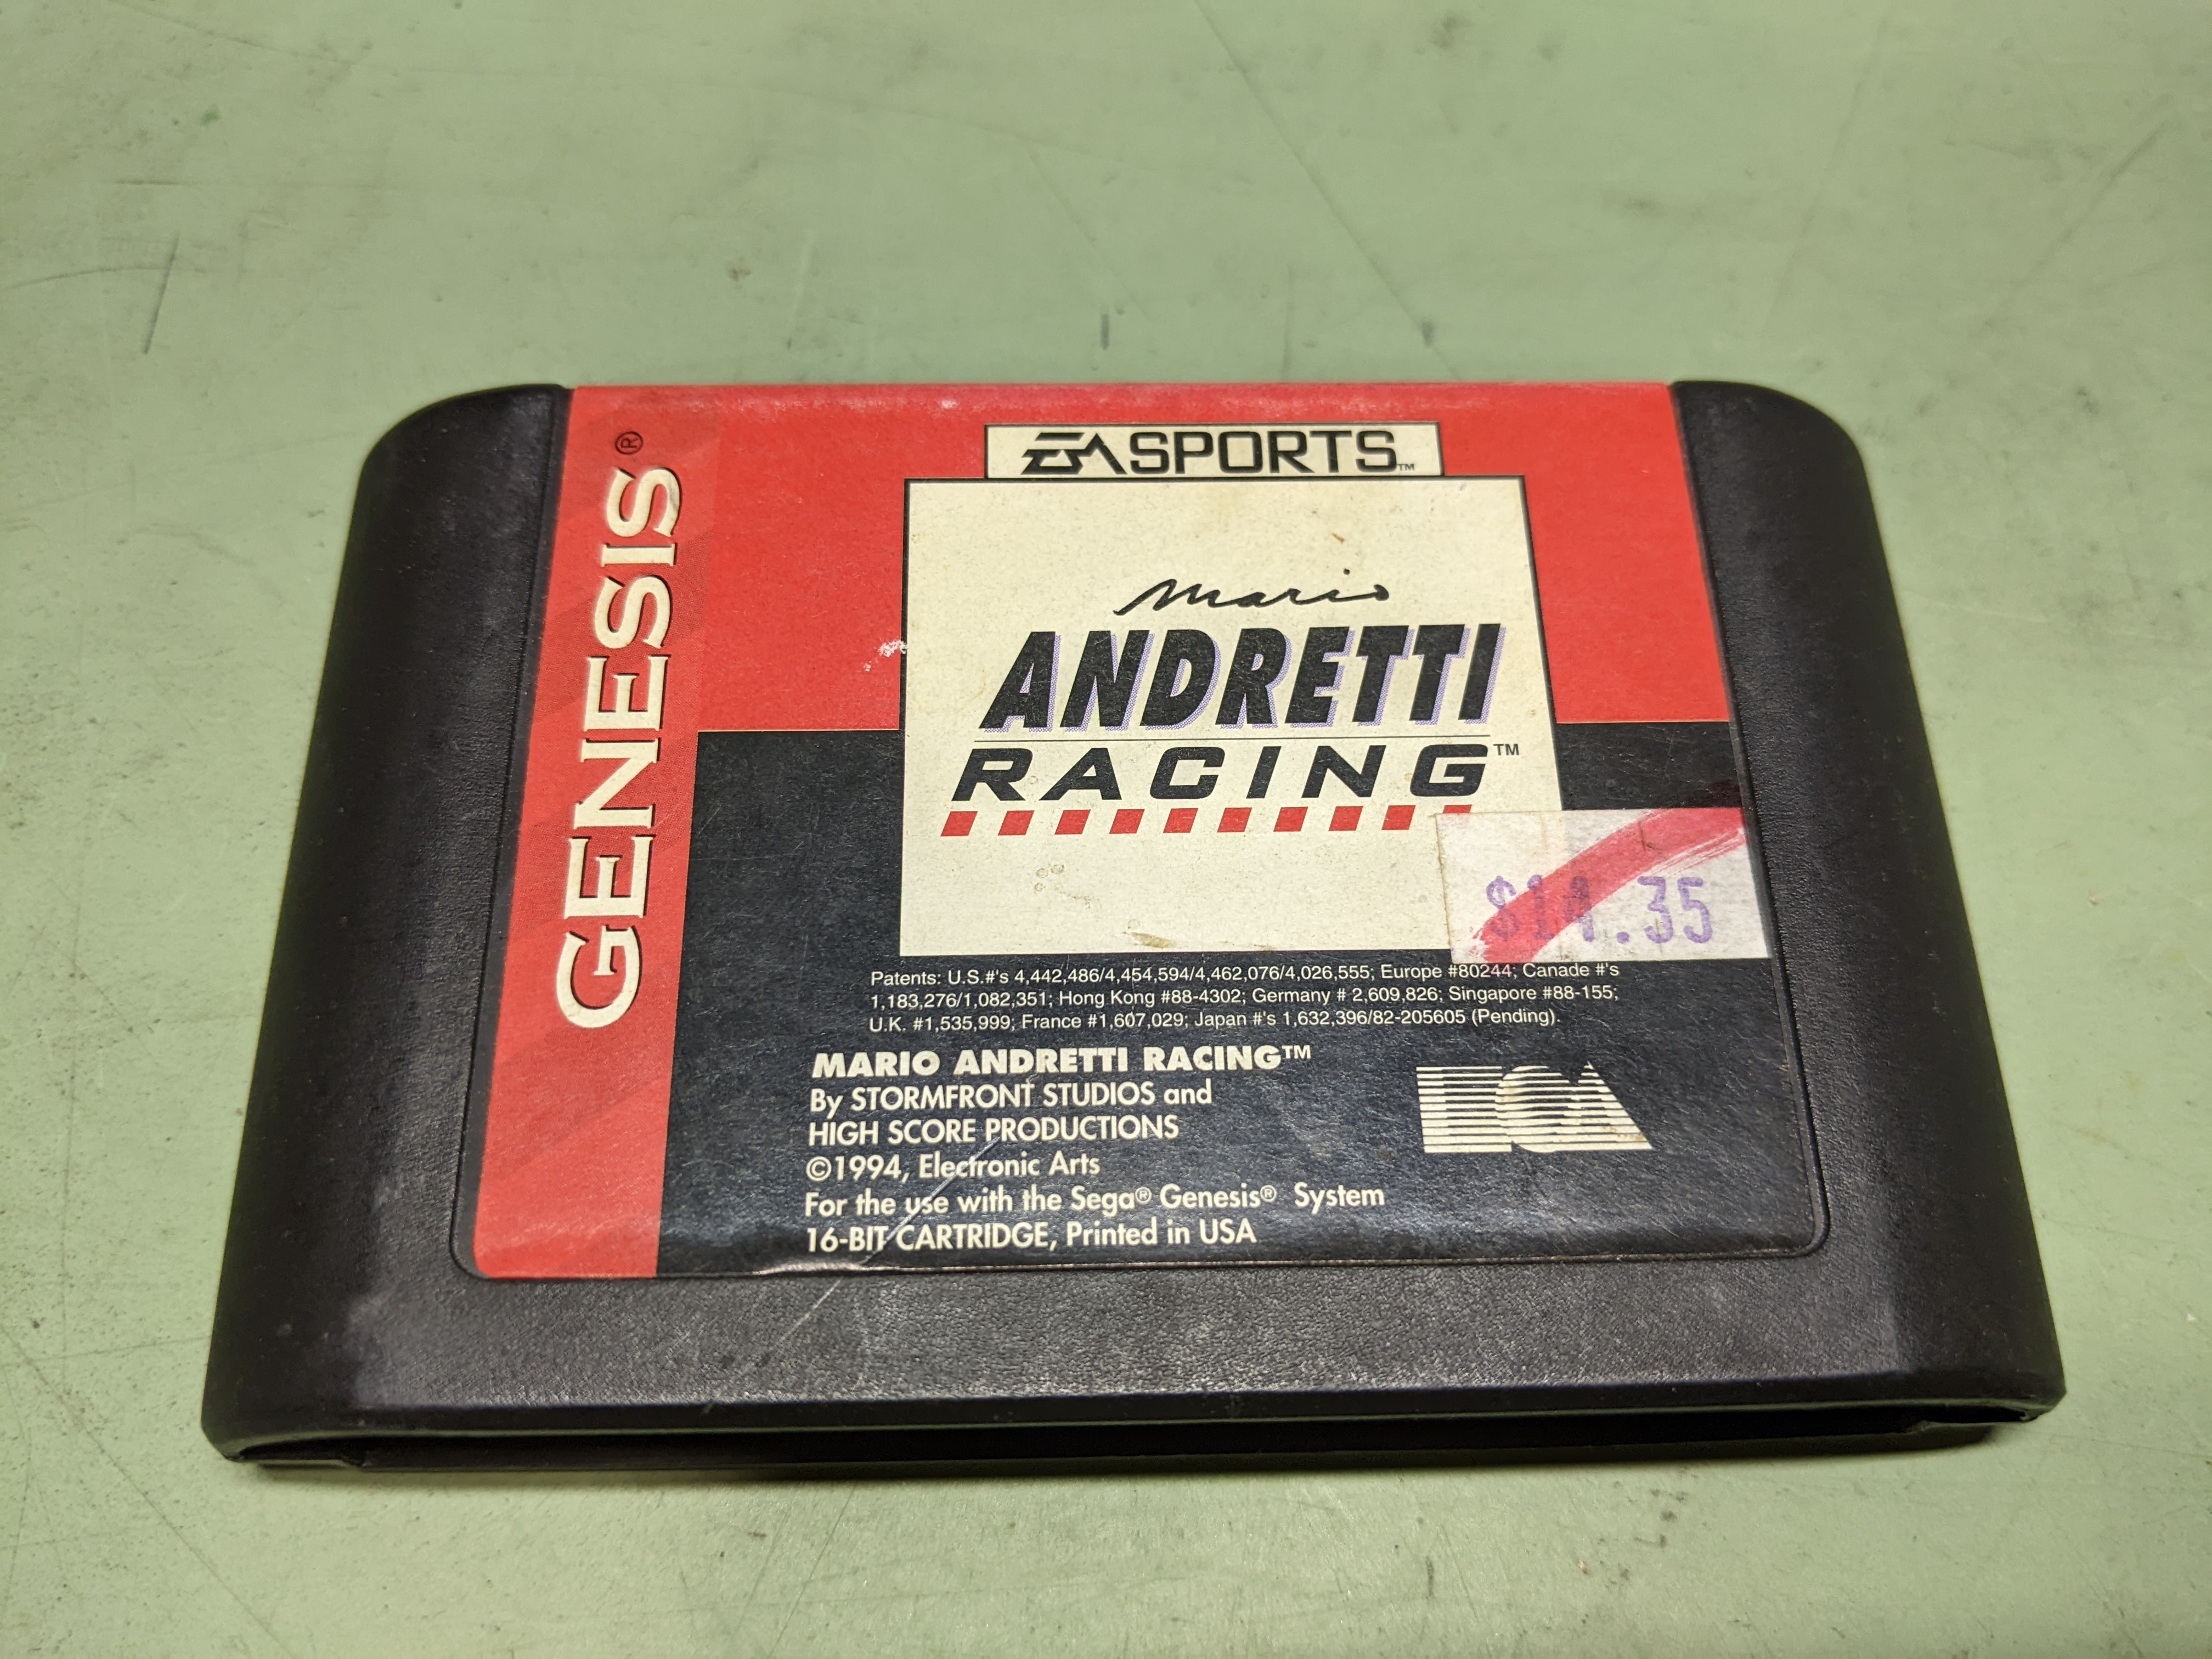 GENESIS®
EA SPORTS™
Mario
ANDRETTI
RACING™
$14.35
Patents: U.S.#'s 4,442,486/4,454,594/4,462,076/4,026,555; Europe #80244; Canade #'s
1,183,276/1,082,351; Hong Kong #88-4302; Germany # 2,609,826; Singapore #88-155;
U.K. #1,535,999; France #1,607,029; Japan #'s 1,632,396/82-205605 (Pending).
MARIO ANDRETTI RACING™
By STORMFRONT STUDIOS and
HIGH SCORE PRODUCTIONS
©1994, Electronic Arts
For the use with the Sega® Genesis® System
16-BIT CARTRIDGE, Printed in USA
EOA